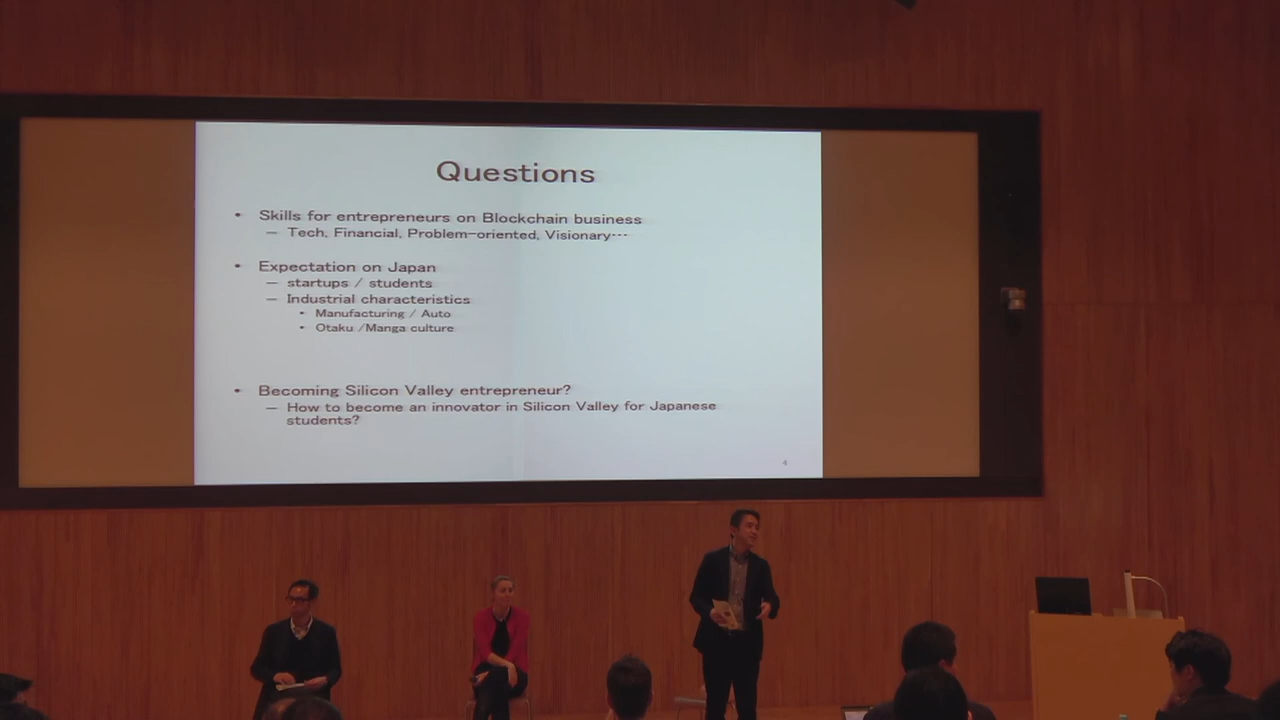 Questions
• Skills for entrepreneurs on Blockchain business
— Tech, Financial, Problem-oriented, Visionary…
• Expectation on Japan
— startups / students
— Industrial characteristics
• Manufacturing / Auto
• Otaku /Manga culture
• Becoming Silicon Valley entrepreneur?
— How to become an innovator in Silicon Valley for Japanese
students?
4